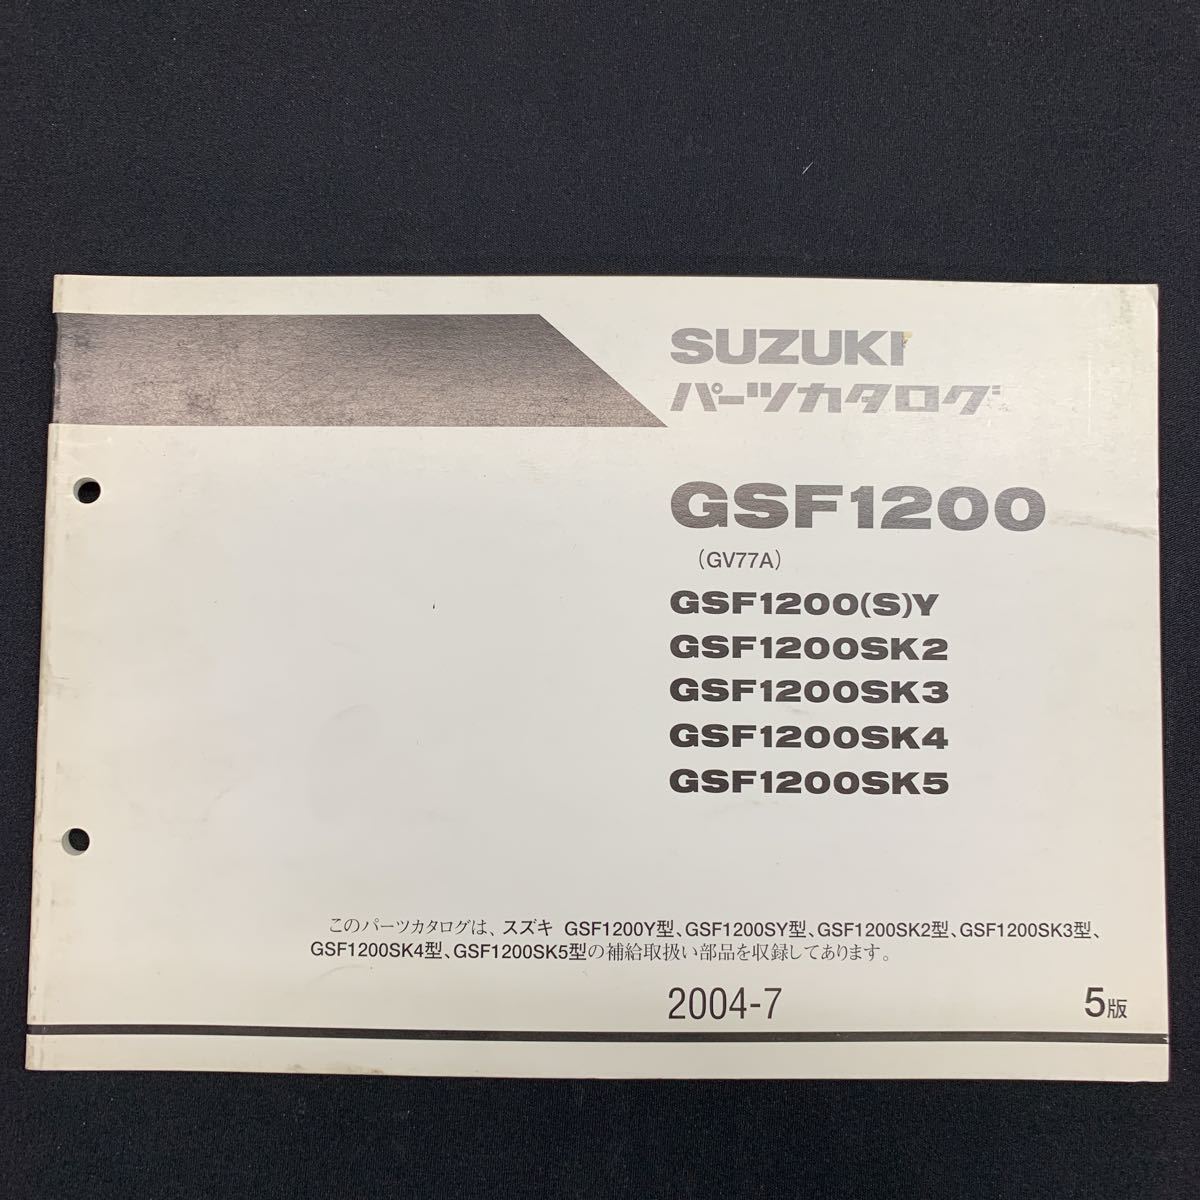 SUZUKI
パーツカタログ
GSF1200
(GV77A)
GSF1200(S)Y
GSF1200SK2
GSF1200SK3
GSF1200SK4
GSF1200SK5
このパーツカタログは、スズキ GSF1200Y型、GSF1200SY型、GSF1200SK2型、GSF1200SK3型、
GSF1200SK4型、GSF1200SK5型の補給取扱い部品を収録してあります。
2004-7 5版